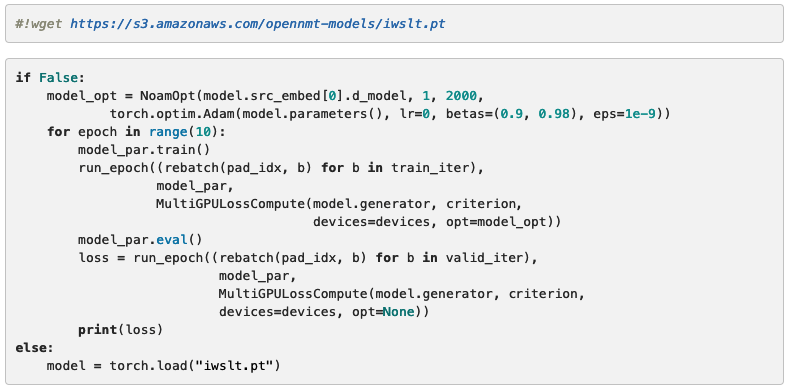 #!wget https://s3.amazonaws.com/opennmt-models/iwslt.pt
if False:
    model_opt = NoamOpt(model.src_embed[0].d_model, 1, 2000,
            torch.optim.Adam(model.parameters(), lr=0, betas=(0.9, 0.98), eps=1e-9))
    for epoch in range(10):
        model_par.train()
        run_epoch((rebatch(pad_idx, b) for b in train_iter),
                  model_par,
                  MultiGPULossCompute(model.generator, criterion,
                                      devices=devices, opt=model_opt))
        model_par.eval()
        loss = run_epoch((rebatch(pad_idx, b) for b in valid_iter),
                          model_par,
                          MultiGPULossCompute(model.generator, criterion,
                          devices=devices, opt=None))
        print(loss)
else:
    model = torch.load("iwslt.pt")